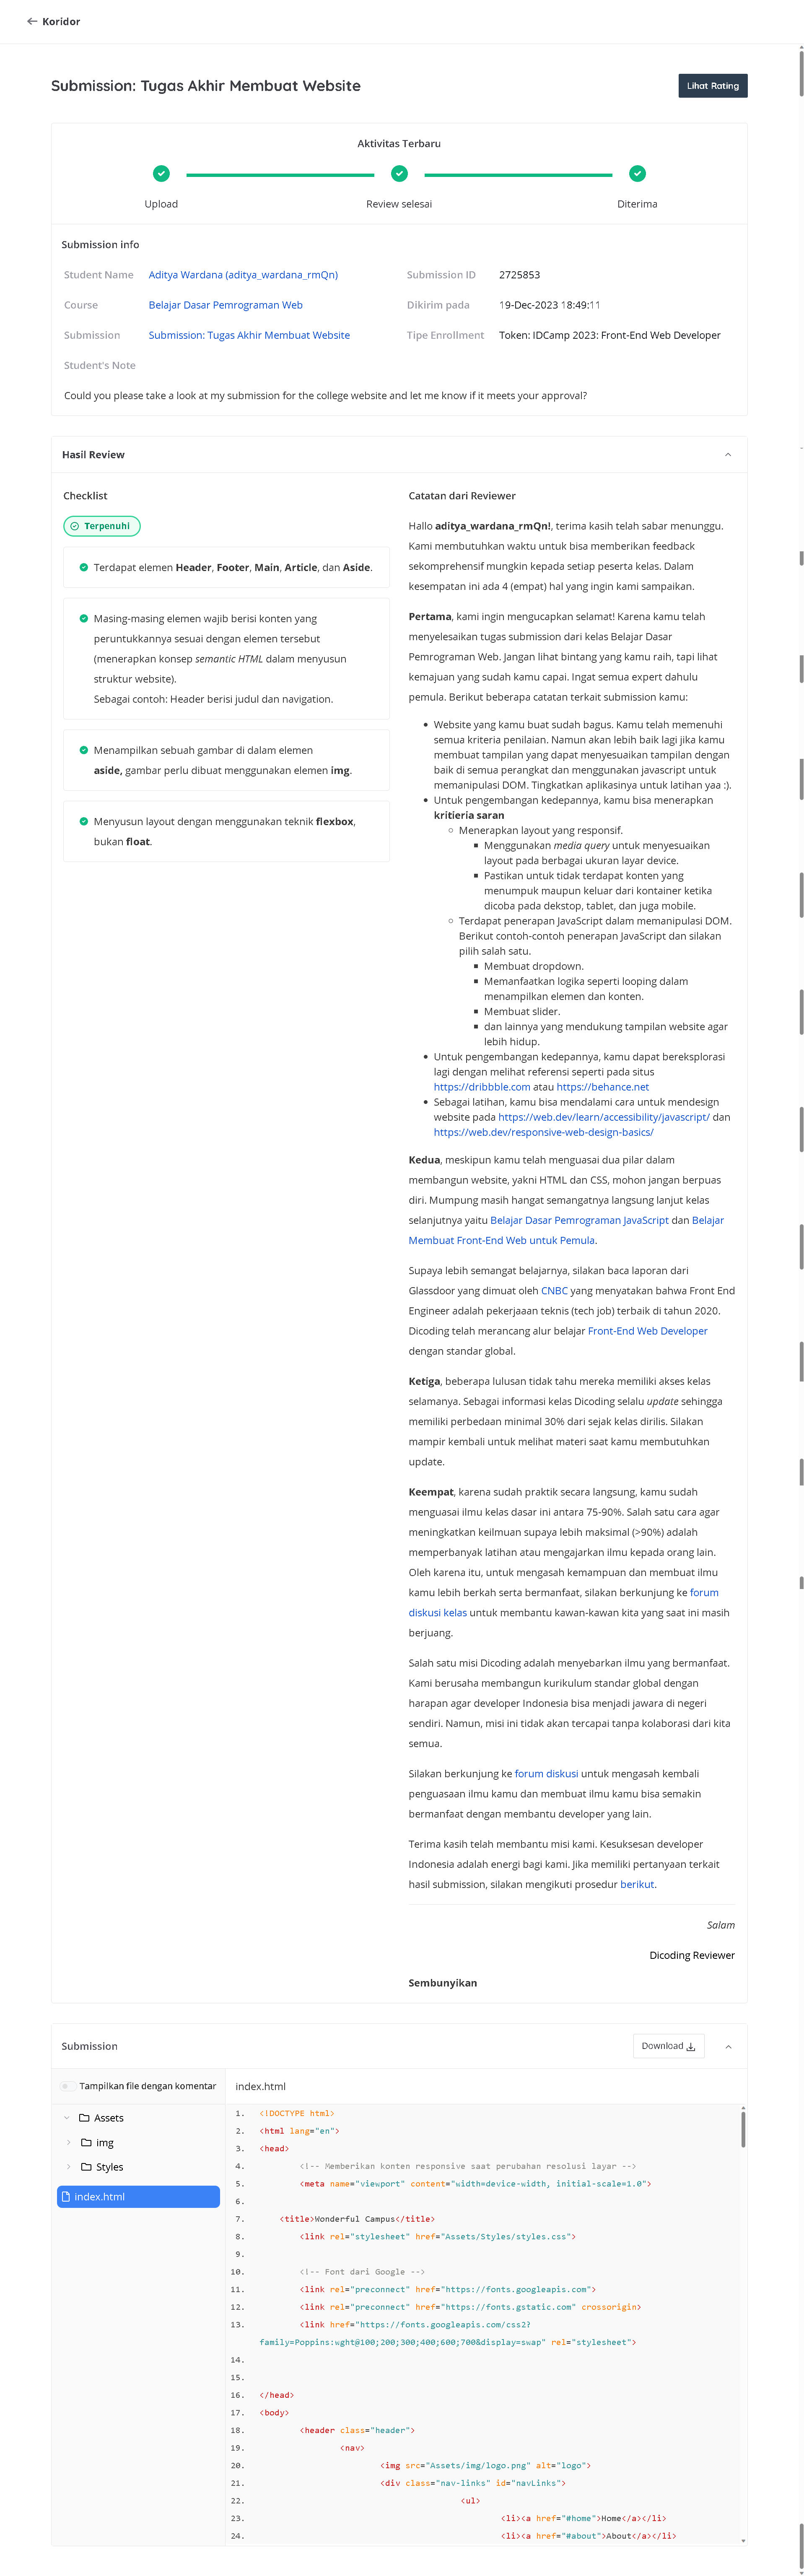 Koridor
Submission: Tugas Akhir Membuat Website
Lihat Rating
Aktivitas Terbaru
Upload
Review selesai
Diterima
Submission info
Student Name
Aditya Wardana (aditya_wardana_rmQn)
Submission ID
2725853
Course
Belajar Dasar Pemrograman Web
Dikirim pada
19-Dec-2023 18:49:11
Submission
Submission: Tugas Akhir Membuat Website
Tipe Enrollment
Token: IDCamp 2023: Front-End Web Developer
Student's Note
Could you please take a look at my submission for the college website and let me know if it meets your approval?
Hasil Review
Checklist
Terpenuhi
Terdapat elemen Header, Footer, Main, Article, dan Aside.
Masing-masing elemen wajib berisi konten yang
peruntukkannya sesuai dengan elemen tersebut
(menerapkan konsep semantic HTML dalam menyusun
struktur website).
Sebagai contoh: Header berisi judul dan navigation.
Menampilkan sebuah gambar di dalam elemen
aside, gambar perlu dibuat menggunakan elemen img.
Menyusun layout dengan menggunakan teknik flexbox,
bukan float.
Catatan dari Reviewer
Hallo aditya_wardana_rmQn!, terima kasih telah sabar menunggu.
Kami membutuhkan waktu untuk bisa memberikan feedback
sekomprehensif mungkin kepada setiap peserta kelas. Dalam
kesempatan ini ada 4 (empat) hal yang ingin kami sampaikan.
Pertama, kami ingin mengucapkan selamat! Karena kamu telah
menyelesaikan tugas submission dari kelas Belajar Dasar
Pemrograman Web. Jangan lihat bintang yang kamu raih, tapi lihat
kemajuan yang sudah kamu capai. Ingat semua expert dahulu
pemula. Berikut beberapa catatan terkait submission kamu:
Website yang kamu buat sudah bagus. Kamu telah memenuhi
semua kriteria penilaian. Namun akan lebih baik lagi jika kamu
membuat tampilan yang dapat menyesuaikan tampilan dengan
baik di semua perangkat dan menggunakan javascript untuk
memanipulasi DOM. Tingkatkan aplikasinya untuk latihan yaa :).
Untuk pengembangan kedepannya, kamu bisa menerapkan
kritieria saran
Menerapkan layout yang responsif.
Menggunakan media query untuk menyesuaikan
layout pada berbagai ukuran layar device.
Pastikan untuk tidak terdapat konten yang
menumpuk maupun keluar dari kontainer ketika
dicoba pada dekstop, tablet, dan juga mobile.
Terdapat penerapan JavaScript dalam memanipulasi DOM.
Berikut contoh-contoh penerapan JavaScript dan silakan
pilih salah satu.
Membuat dropdown.
Memanfaatkan logika seperti looping dalam
menampilkan elemen dan konten.
Membuat slider.
dan lainnya yang mendukung tampilan website agar
lebih hidup.
Untuk pengembangan kedepannya, kamu dapat bereksplorasi
lagi dengan melihat referensi seperti pada situs
https://dribbble.com atau https://behance.net
Sebagai latihan, kamu bisa mendalami cara untuk mendesign
website pada https://web.dev/learn/accessibility/javascript/ dan
https://web.dev/responsive-web-design-basics/
Kedua, meskipun kamu telah menguasai dua pilar dalam
membangun website, yakni HTML dan CSS, mohon jangan berpuas
diri. Mumpung masih hangat semangatnya langsung lanjut kelas
selanjutnya yaitu Belajar Dasar Pemrograman JavaScript dan Belajar
Membuat Front-End Web untuk Pemula.
Supaya lebih semangat belajarnya, silakan baca laporan dari
Glassdoor yang dimuat oleh CNBC yang menyatakan bahwa Front End
Engineer adalah pekerjaaan teknis (tech job) terbaik di tahun 2020.
Dicoding telah merancang alur belajar Front-End Web Developer
dengan standar global.
Ketiga, beberapa lulusan tidak tahu mereka memiliki akses kelas
selamanya. Sebagai informasi kelas Dicoding selalu update sehingga
memiliki perbedaan minimal 30% dari sejak kelas dirilis. Silakan
mampir kembali untuk melihat materi saat kamu membutuhkan
update.
Keempat, karena sudah praktik secara langsung, kamu sudah
menguasai ilmu kelas dasar ini antara 75-90%. Salah satu cara agar
meningkatkan keilmuan supaya lebih maksimal (>90%) adalah
memperbanyak latihan atau mengajarkan ilmu kepada orang lain.
Oleh karena itu, untuk mengasah kemampuan dan membuat ilmu
kamu lebih berkah serta bermanfaat, silakan berkunjung ke forum
diskusi kelas untuk membantu kawan-kawan kita yang saat ini masih
berjuang.
Salah satu misi Dicoding adalah menyebarkan ilmu yang bermanfaat.
Kami berusaha membangun kurikulum standar global dengan
harapan agar developer Indonesia bisa menjadi jawara di negeri
sendiri. Namun, misi ini tidak akan tercapai tanpa kolaborasi dari kita
semua.
Silakan berkunjung ke forum diskusi untuk mengasah kembali
penguasaan ilmu kamu dan membuat ilmu kamu bisa semakin
bermanfaat dengan membantu developer yang lain.
Terima kasih telah membantu misi kami. Kesuksesan developer
Indonesia adalah energi bagi kami. Jika memiliki pertanyaan terkait
hasil submission, silakan mengikuti prosedur berikut.
Salam
Dicoding Reviewer
Sembunyikan
Submission
Download
Tampilkan file dengan komentar
Assets
img
Styles
index.html
index.html
1. <!DOCTYPE html>
2. <html lang="en">
3. <head>
4. <!-- Memberikan konten responsive saat perubahan resolusi layar -->
5. <meta name="viewport" content="width=device-width, initial-scale=1.0">
6.
7. <title>Wonderful Campus</title>
8. <link rel="stylesheet" href="Assets/Styles/styles.css">
9.
10. <!-- Font dari Google -->
11. <link rel="preconnect" href="https://fonts.googleapis.com">
12. <link rel="preconnect" href="https://fonts.gstatic.com" crossorigin>
13. <link href="https://fonts.googleapis.com/css2?
family=Poppins:wght@100;200;300;400;600;700&display=swap" rel="stylesheet">
14.
15.
16. </head>
17. <body>
18. <header class="header">
19. <nav>
20. <img src="Assets/img/logo.png" alt="logo">
21. <div class="nav-links" id="navLinks">
22. <ul>
23. <li><a href="#home">Home</a></li>
24. <li><a href="#about">About</a></li>